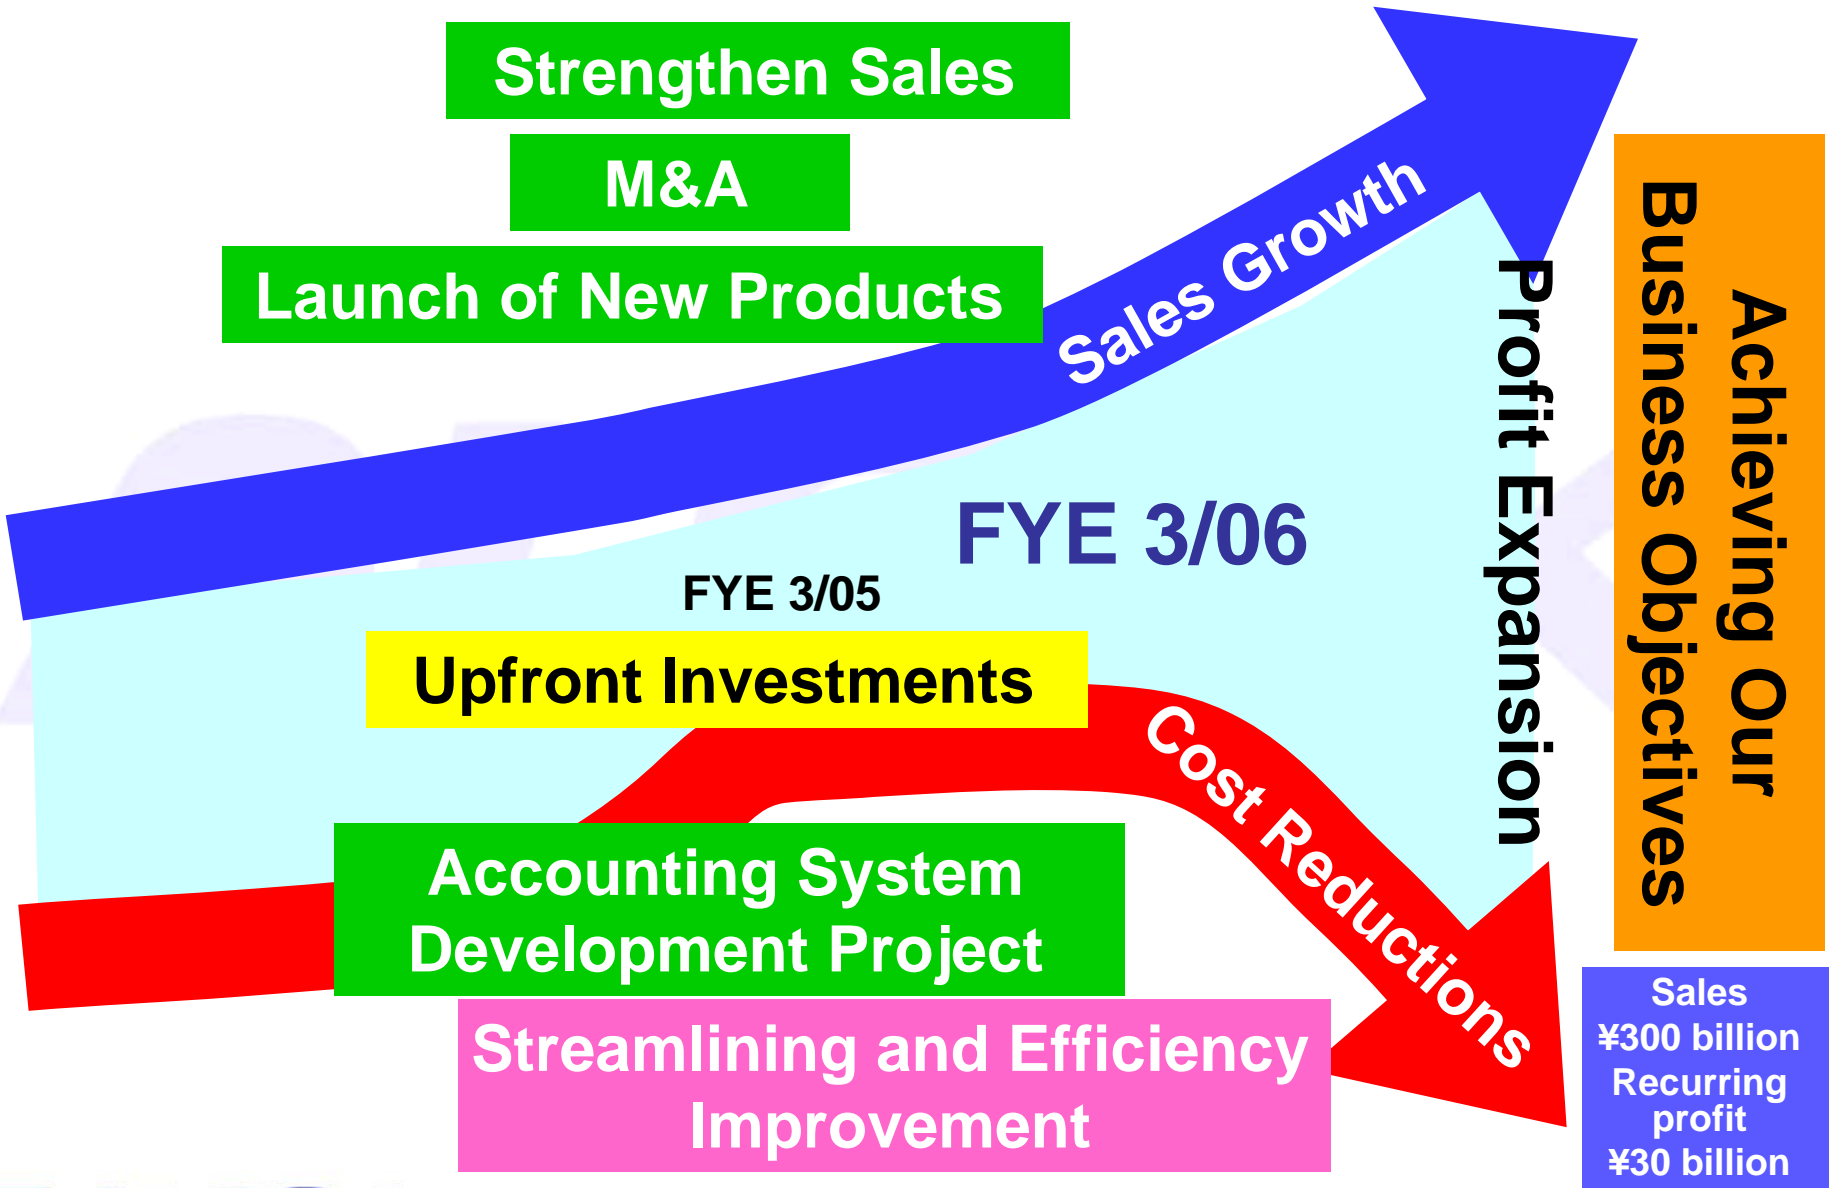 Strengthen Sales
M&A
Launch of New Products
Sales Growth
FYE 3/06
FYE 3/05
Upfront Investments
Cost Reductions
Accounting System
Development Project
Streamlining and Efficiency
Improvement
Profit Expansion
Achieving Our
Business Objectives
Sales
¥300 billion
Recurring
profit
¥30 billion